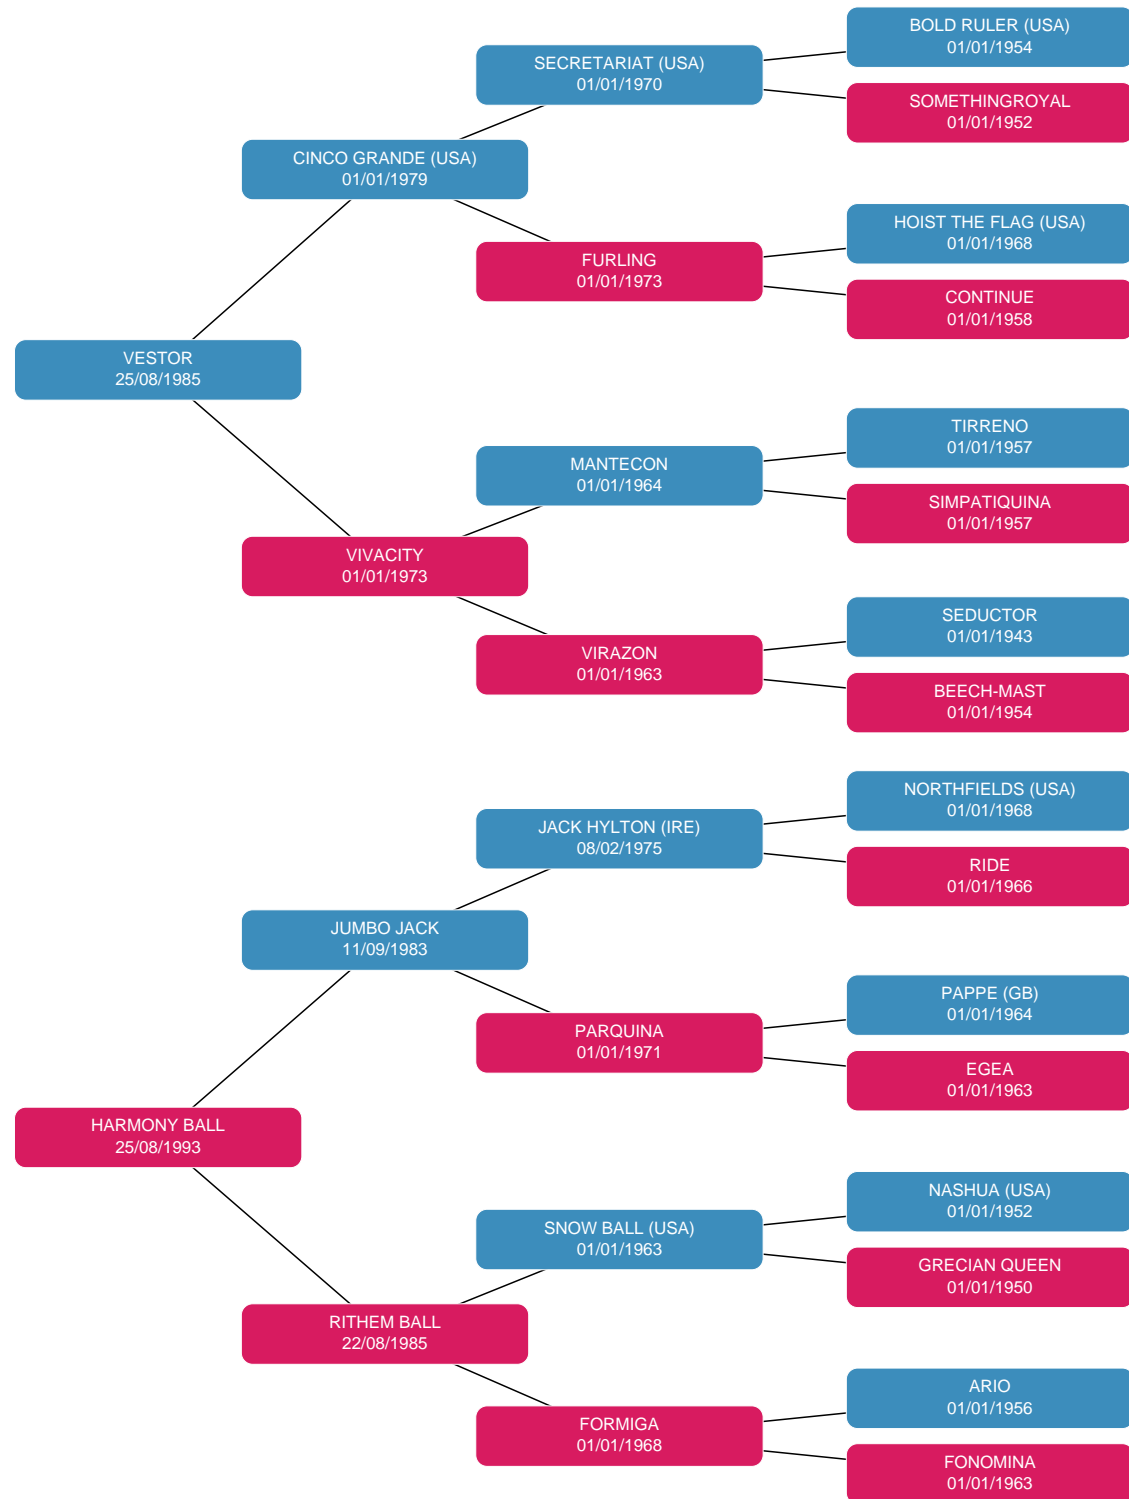 BOLD RULER (USA)
01/01/1954
SECRETARIAT (USA)
01/01/1970
SOMETHINGROYAL
01/01/1952
CINCO GRANDE (USA)
01/01/1979
HOIST THE FLAG (USA)
01/01/1968
FURLING
01/01/1973
CONTINUE
01/01/1958
VESTOR
25/08/1985
TIRRENO
01/01/1957
MANTECON
01/01/1964
SIMPATIQUINA
01/01/1957
VIVACITY
01/01/1973
SEDUCTOR
01/01/1943
VIRAZON
01/01/1963
BEECH-MAST
01/01/1954
NORTHFIELDS (USA)
01/01/1968
JACK HYLTON (IRE)
08/02/1975
RIDE
01/01/1966
JUMBO JACK
11/09/1983
PAPPE (GB)
01/01/1964
PARQUINA
01/01/1971
EGEA
01/01/1963
HARMONY BALL
25/08/1993
NASHUA (USA)
01/01/1952
SNOW BALL (USA)
01/01/1963
GRECIAN QUEEN
01/01/1950
RITHEM BALL
22/08/1985
ARIO
01/01/1956
FORMIGA
01/01/1968
FONOMINA
01/01/1963